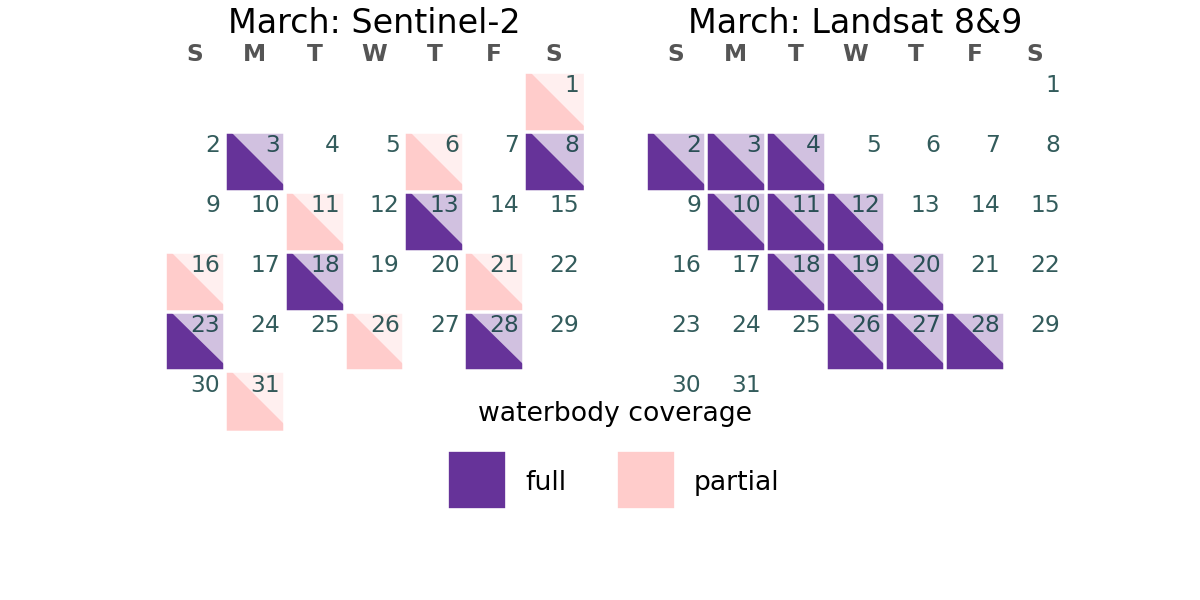 March: Sentinel-2
S M T W T F S
1
2 3 4 5 6 7 8
9 10 11 12 13 14 15
16 17 18 19 20 21 22
23 24 25 26 27 28 29
30 31
March: Landsat 8&9
S M T W T F S
1
2 3 4 5 6 7 8
9 10 11 12 13 14 15
16 17 18 19 20 21 22
23 24 25 26 27 28 29
30 31
waterbody coverage
full partial